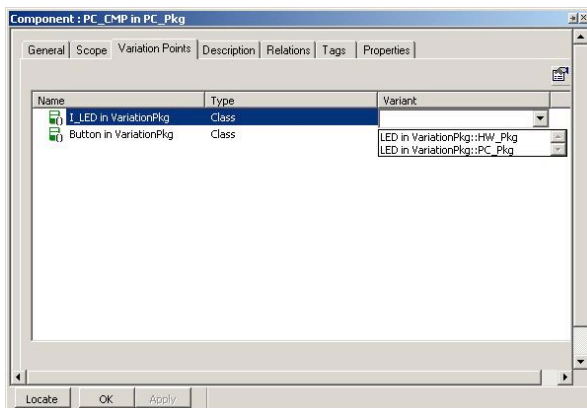 Component : PC_CMP in PC_Pkg
General Scope Variation Points Description Relations Tags Properties
Name Type Variant
I_LED in VariationPkg Class
Button in VariationPkg Class
LED in VariationPkg::HW_Pkg
LED in VariationPkg::PC_Pkg
Locate OK Apply